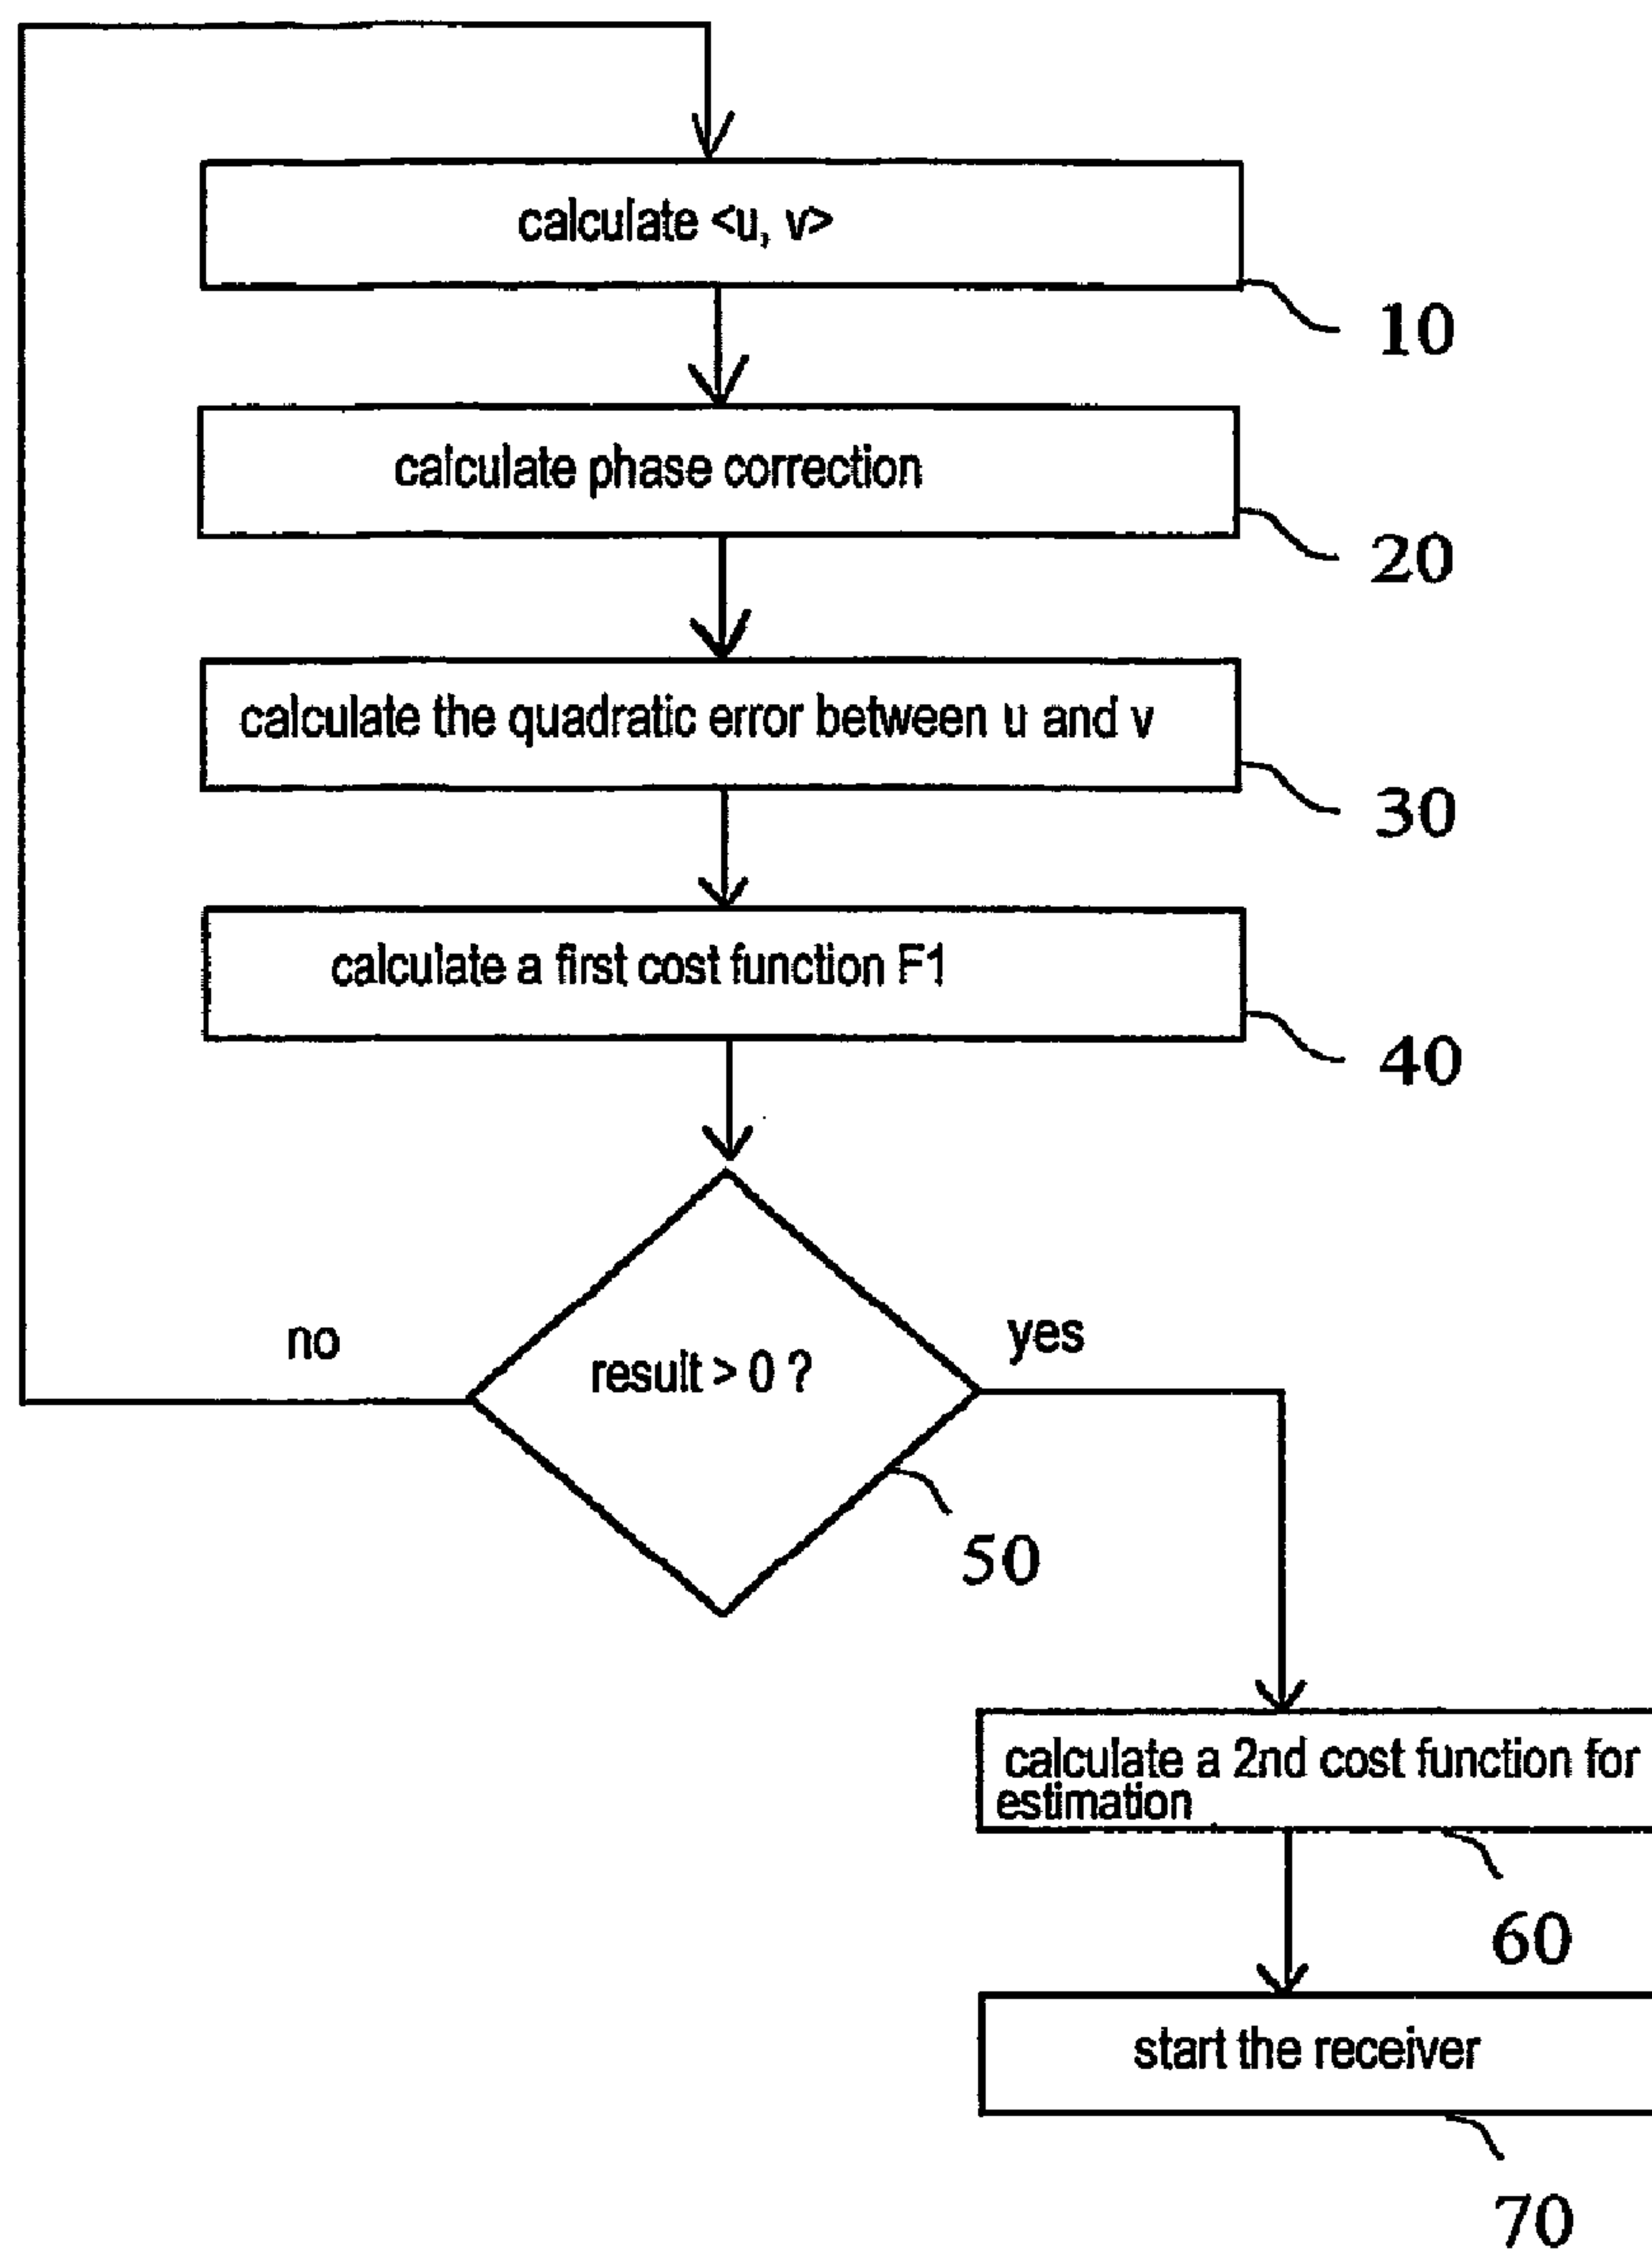 calculate <u, v>
10
calculate phase correction
20
calculate the quadratic error between u and v
30
calculate a first cost function F1
40
no
result > 0 ?
yes
50
calculate a 2nd cost function for
estimation
60
start the receiver
70